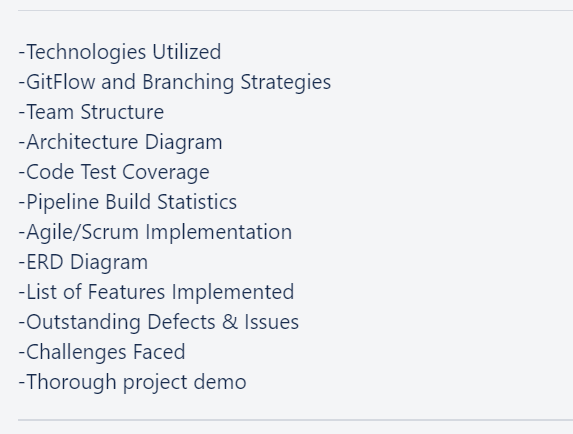 -Technologies Utilized
-GitFlow and Branching Strategies
-Team Structure
-Architecture Diagram
-Code Test Coverage
-Pipeline Build Statistics
-Agile/Scrum Implementation
-ERD Diagram
-List of Features Implemented
-Outstanding Defects & Issues
-Challenges Faced
-Thorough project demo